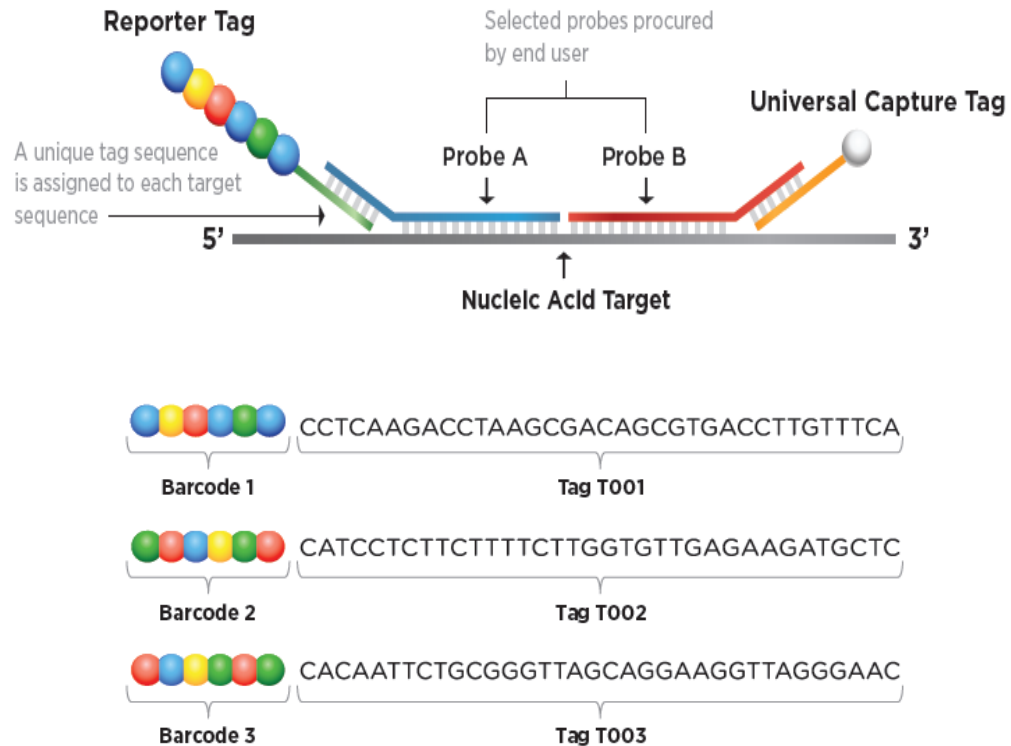 Reporter Tag
Selected probes procured
by end user
Universal Capture Tag
A unique tag sequence
is assigned to each target
sequence
Probe A
Probe B
5’
3’
Nucleic Acid Target
CCTCAAGACCTAAGCGACAGCGTGACCTTGTTTCA
Barcode 1
Tag T001
CATCCTCTTCTTTTCTTGGTGTTGAGAAGATGCTC
Barcode 2
Tag T002
CACAATTCTGCGGGTTAGCAGGAAGGTTAGGGAAC
Barcode 3
Tag T003